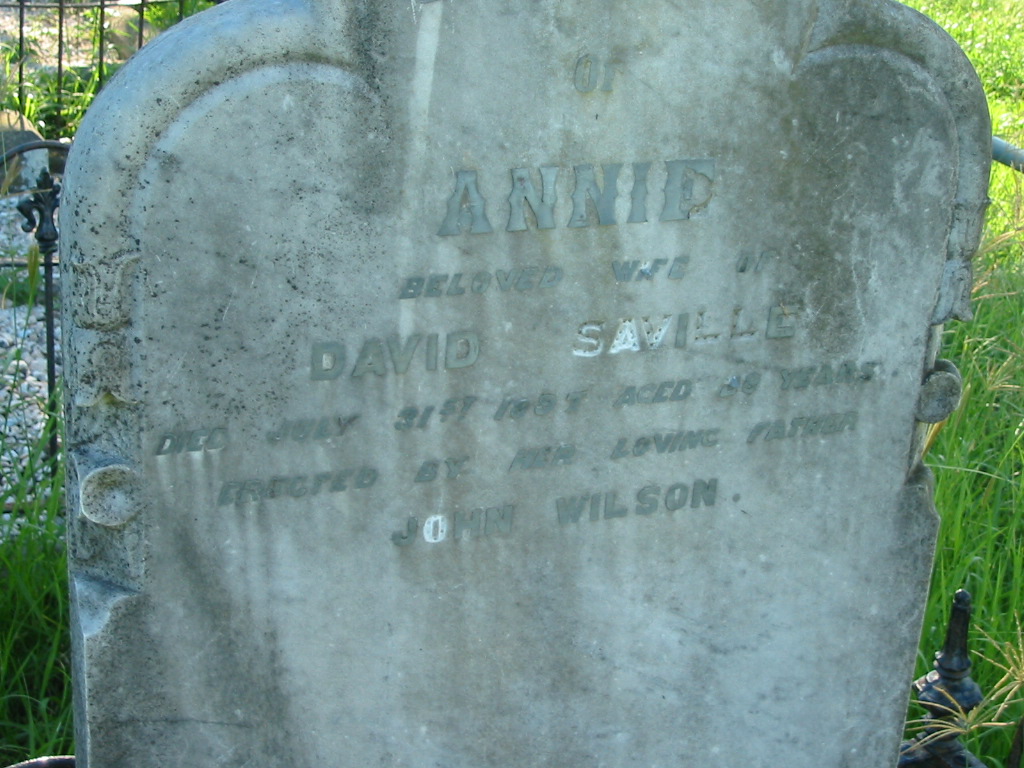 OF
ANNIE
BELOVED WIFE OF
DAVID SAVILLE
DIED JULY 31ST AGED YEARS.
ERECTED BY HER LOVING FATHER
JOHN WILSON.